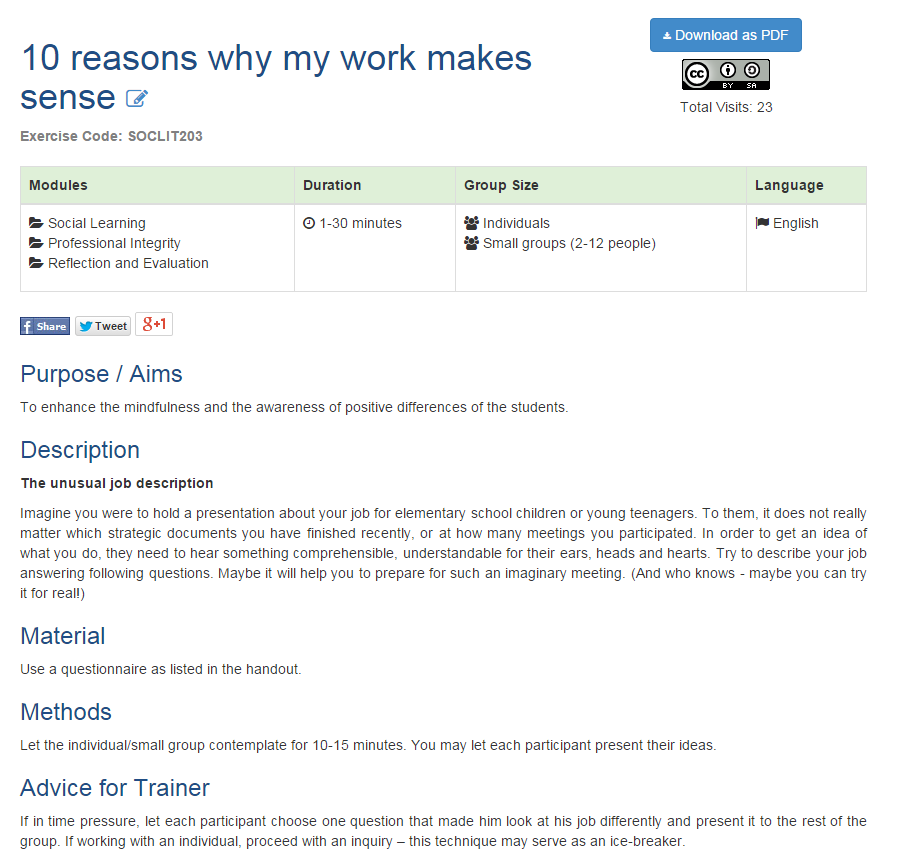 10 reasons why my work makes
sense
Download as PDF
CC BY SA
Total Visits: 23
Exercise Code: SOCLIT203
Modules Duration Group Size Language
Social Learning 1-30 minutes Individuals English
Professional Integrity Small groups (2-12 people)
Reflection and Evaluation
f Share Tweet g+1
Purpose / Aims
To enhance the mindfulness and the awareness of positive differences of the students.
Description
The unusual job description
Imagine you were to hold a presentation about your job for elementary school children or young teenagers. To them, it does not really
matter which strategic documents you have finished recently, or at how many meetings you participated. In order to get an idea of
what you do, they need to hear something comprehensible, understandable for their ears, heads and hearts. Try to describe your job
answering following questions. Maybe it will help you to prepare for such an imaginary meeting. (And who knows - maybe you can try
it for real!)
Material
Use a questionnaire as listed in the handout.
Methods
Let the individual/small group contemplate for 10-15 minutes. You may let each participant present their ideas.
Advice for Trainer
If in time pressure, let each participant choose one question that made him look at his job differently and present it to the rest of the
group. If working with an individual, proceed with an inquiry – this technique may serve as an ice-breaker.